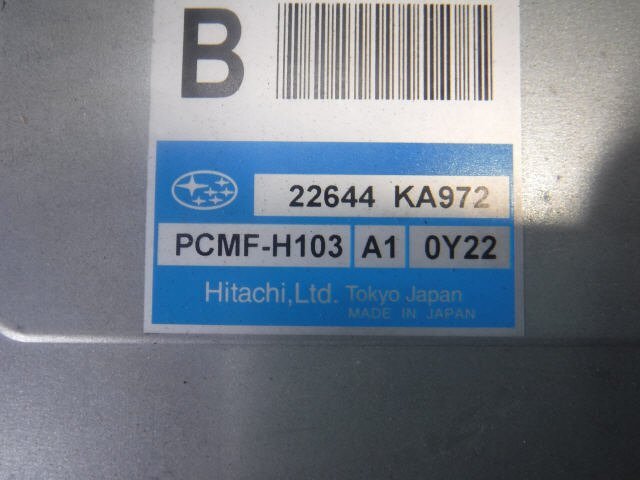 B
22644 KA972
PCMF-H103 A1 0Y22
Hitachi,Ltd. Tokyo Japan
MADE IN JAPAN